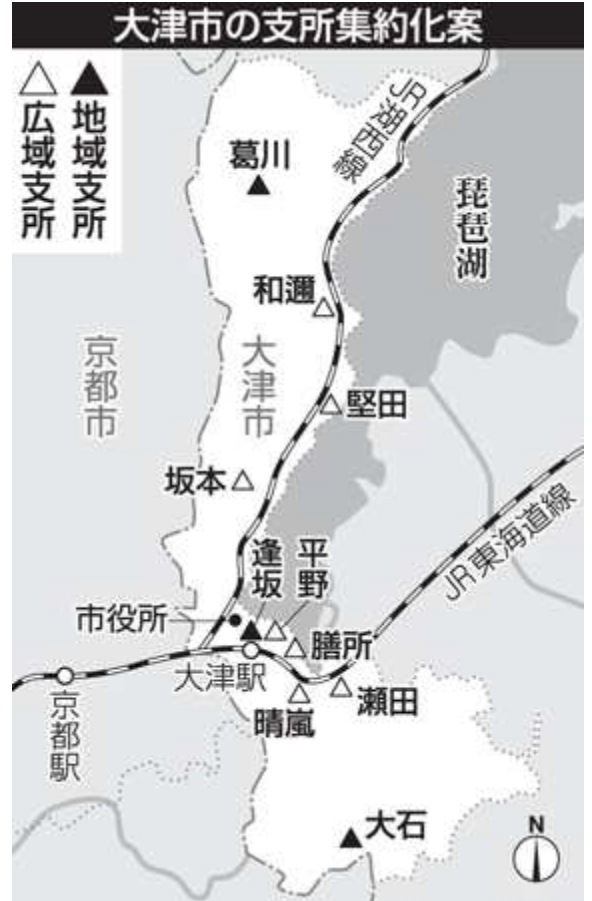 大津市の支所集約化案
▲地域支所
△広域支所
JR湖西線
葛川
琵琶湖
和邇
京都市
大津市
堅田
坂本
JR東海道線
逢坂
平野
市役所
膳所
大津駅
瀬田
京都駅
晴嵐
大石
N